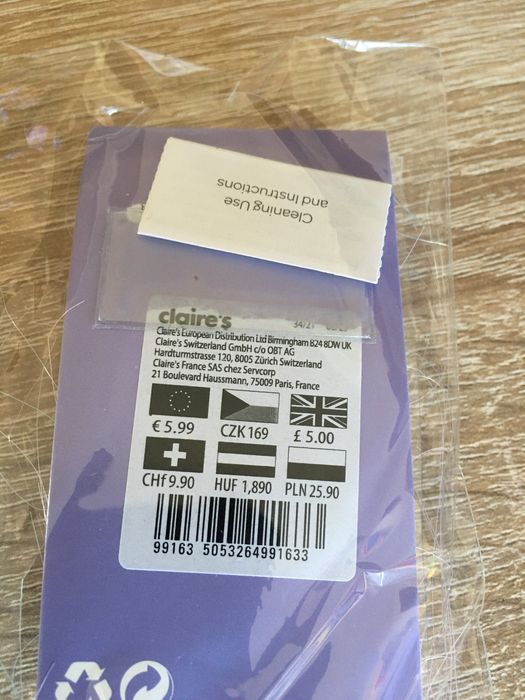 Cleaning Use
and Instructions
claire's
34/21
Claire's European Distribution Ltd Birmingham B24 8DW UK
Claire's Switzerland GmbH c/o OBT AG
Hardturmstrasse 120, 8005 Zürich Switzerland
Claire's France SAS chez Servcorp
21 Boulevard Haussmann, 75009 Paris, France
€ 5.99 CZK 169 £ 5.00
CHf 9.90 HUF 1,890 PLN 25.90
99163 5053264991633